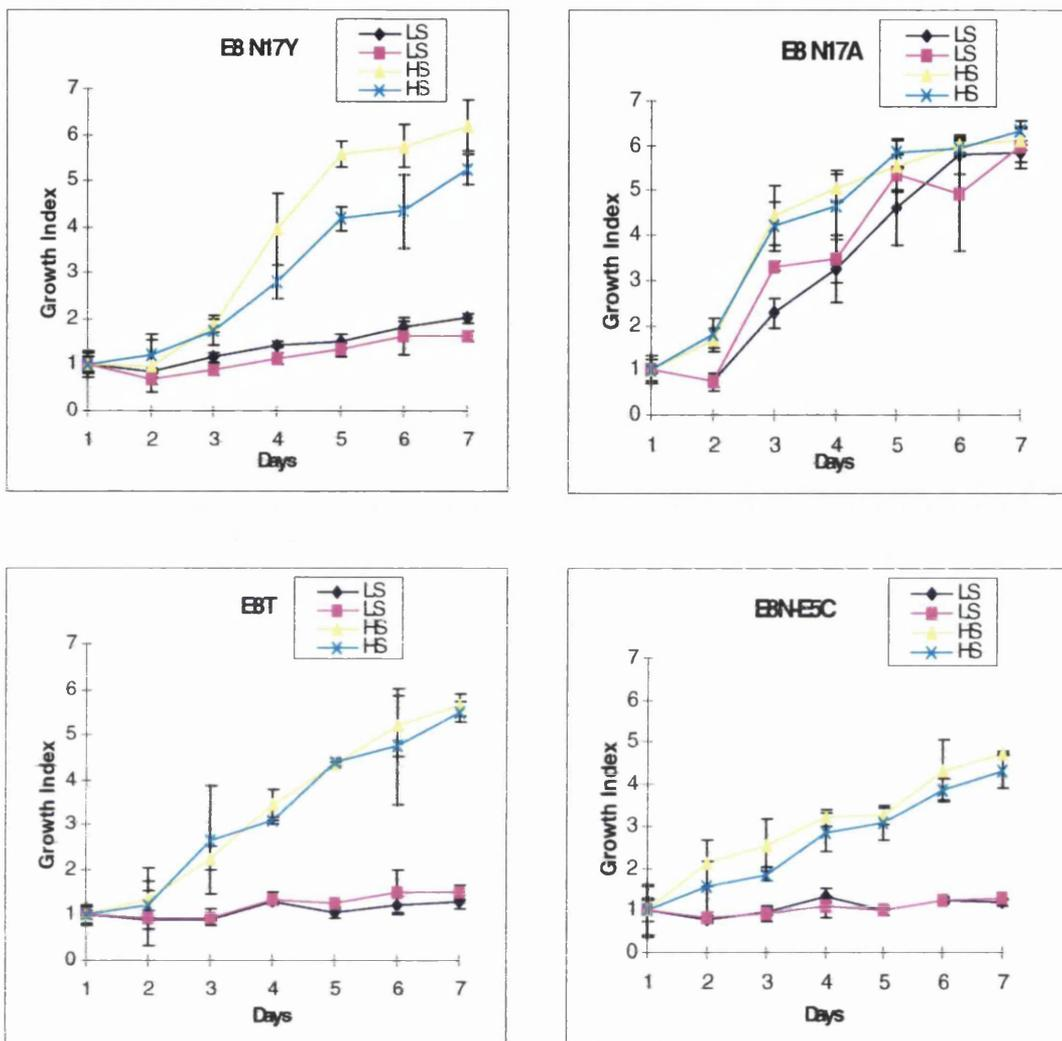 E8 N17Y
LS
LS
HS
HS
7
6
5
4
3
2
1
0
Growth Index
1 2 3 4 5 6 7
Days
E8 N17A
LS
LS
HS
HS
7
6
5
4
3
2
1
0
Growth Index
1 2 3 4 5 6 7
Days
E8T
LS
LS
HS
HS
7
6
5
4
3
2
1
0
Growth Index
1 2 3 4 5 6 7
Days
E8N-E5C
LS
LS
HS
HS
7
6
5
4
3
2
1
0
Growth Index
1 2 3 4 5 6 7
Days